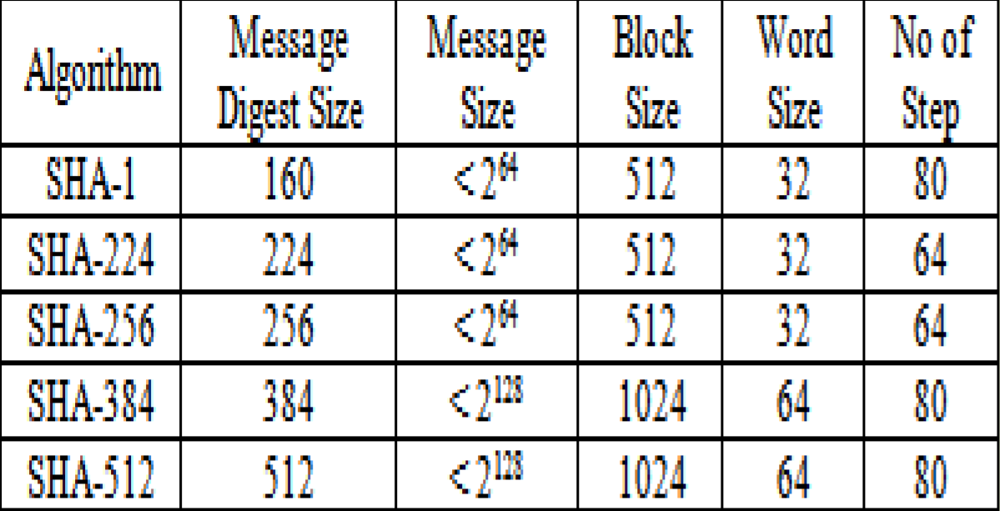 Algorithm Message Digest Size Message Size Block Size Word Size No of Step
SHA-1 160 <2^64 512 32 80
SHA-224 224 <2^64 512 32 64
SHA-256 256 <2^64 512 32 64
SHA-384 384 <2^128 1024 64 80
SHA-512 512 <2^128 1024 64 80